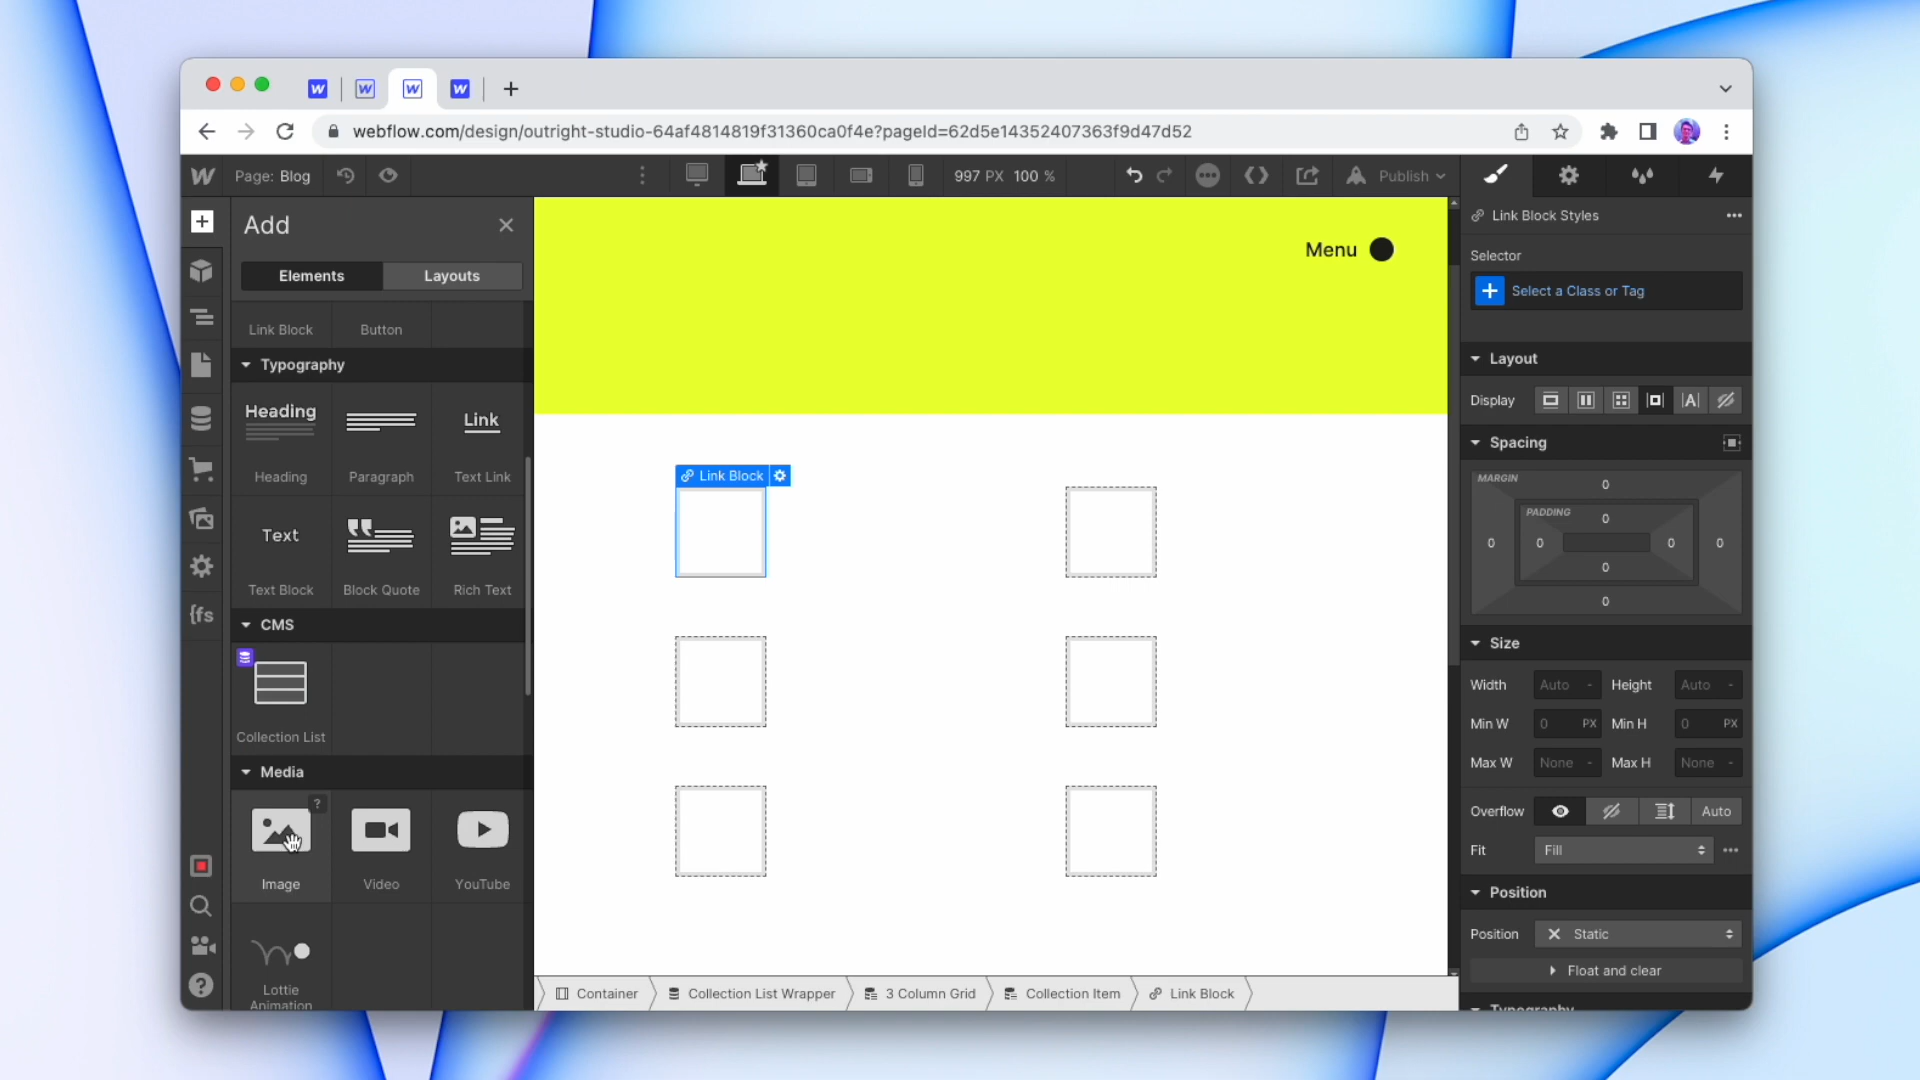 webflow.com/design/outright-studio-64af4814819f31360ca0f4e?pageId=62d5e14352407363f9d47d52
Page: Blog
997 PX 100 %
Publish
Add
Elements
Layouts
Link Block
Button
Typography
Heading
Link
Heading
Paragraph
Text Link
Text
Text Block
Block Quote
Rich Text
CMS
Collection List
Media
?
Image
Video
YouTube
Lottie
Animation
{fs
Menu
Link Block
Container
Collection List Wrapper
3 Column Grid
Collection Item
Link Block
Link Block Styles
Selector
Select a Class or Tag
Layout
Display
Spacing
MARGIN
0
PADDING
0
0
0
0
0
0
0
Size
Width
Auto -
Height
Auto -
Min W
0 PX
Min H
0 PX
Max W
None -
Max H
None -
Overflow
Auto
Fit
Fill
Position
Position
Static
Float and clear
Typography